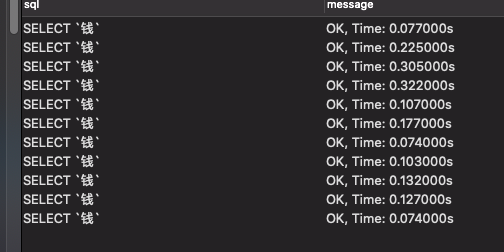 sql message
SELECT `钱` OK, Time: 0.077000s
SELECT `钱` OK, Time: 0.225000s
SELECT `钱` OK, Time: 0.305000s
SELECT `钱` OK, Time: 0.322000s
SELECT `钱` OK, Time: 0.107000s
SELECT `钱` OK, Time: 0.177000s
SELECT `钱` OK, Time: 0.074000s
SELECT `钱` OK, Time: 0.103000s
SELECT `钱` OK, Time: 0.132000s
SELECT `钱` OK, Time: 0.127000s
SELECT `钱` OK, Time: 0.074000s